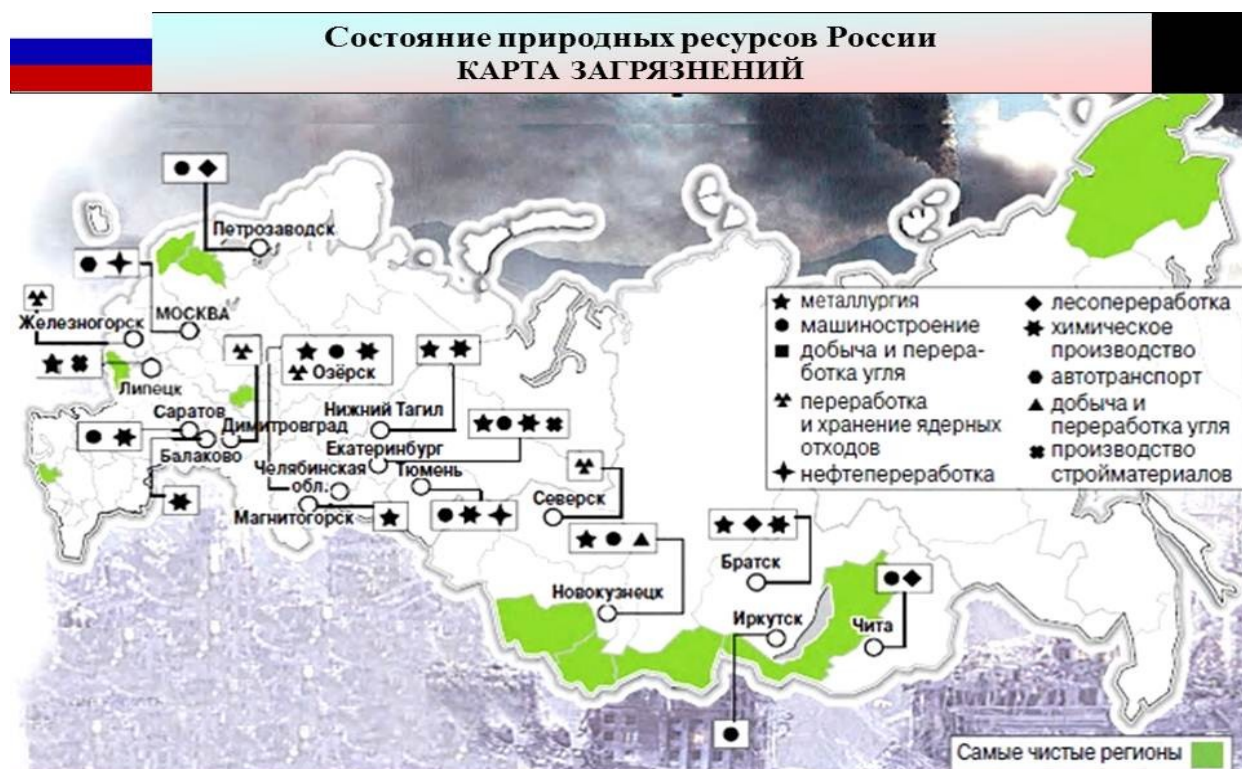 Состояние природных ресурсов России
КАРТА ЗАГРЯЗНЕНИЙ
Петрозаводск
МОСКВА
Железногорск
Липецк
Озёрск
Саратов
Димитровград
Балаково
Нижний Тагил
Екатеринбург
Челябинская
обл.
Тюмень
Магнитогорск
Северск
Новокузнецк
Братск
Иркутск
Чита
металлургия
машиностроение
добыча и перера-
ботка угля
переработка
и хранение ядерных
отходов
нефтепереработка
лесопереработка
химическое
производство
автотранспорт
добыча и
переработка угля
производство
стройматериалов
Самые чистые регионы